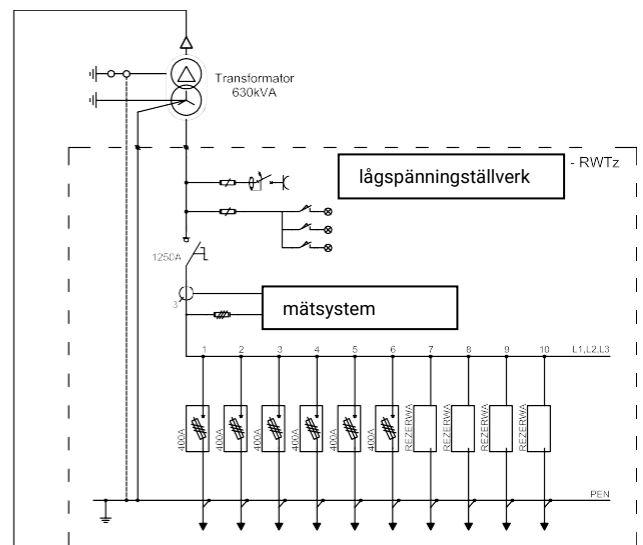 Transformator
630kVA
lågspänningställverk
- RWTz
1250A
3
mätsystem
1 2 3 4 5 6 7 8 9 10 L1,L2,L3
400A 400A 400A 400A 400A 400A REZERWA REZERWA REZERWA REZERWA
PEN